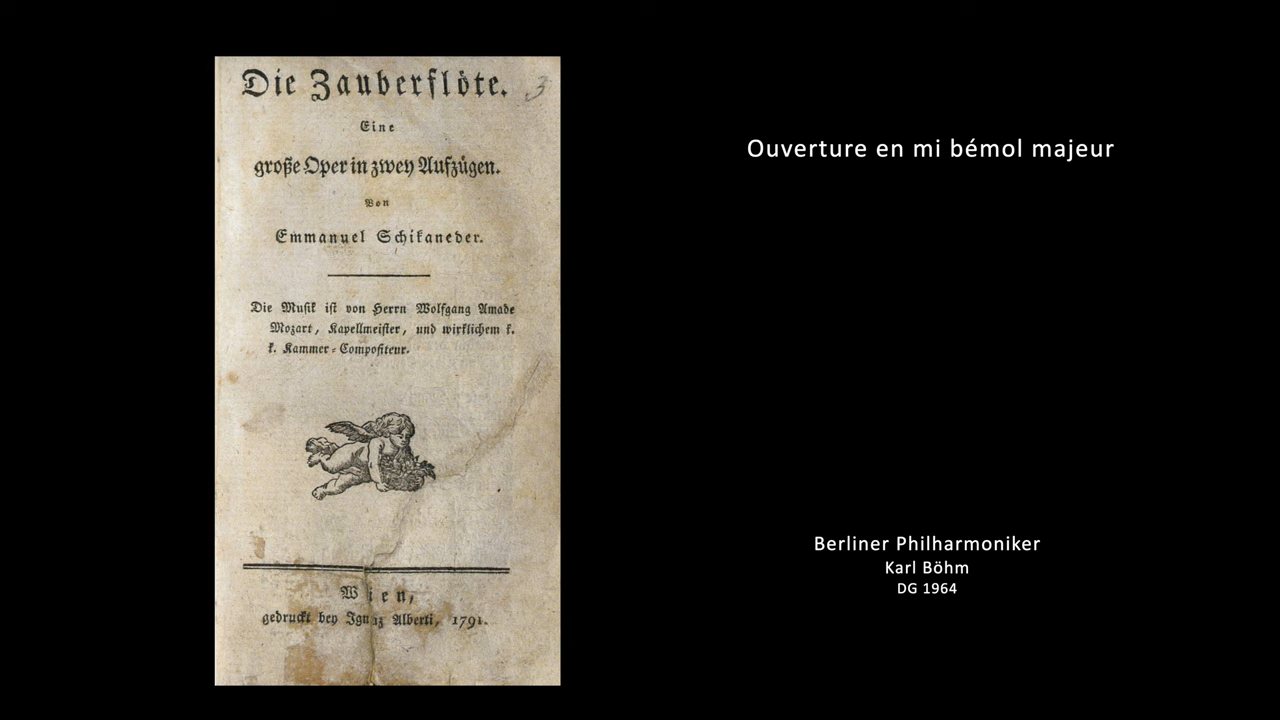 Die Zauberflöte. 3
Eine
große Oper in zwey Aufzügen.
Von
Emmanuel Schikaneder.
Die Musik ist von Herrn Wolfgang Amade
Mozart, Kapellmeister, und wirklichem k.
k. Kammer-Compositeur.
Wien,
gedruckt bey Ignaz Alberti, 1791.
Ouverture en mi bémol majeur
Berliner Philharmoniker
Karl Böhm
DG 1964